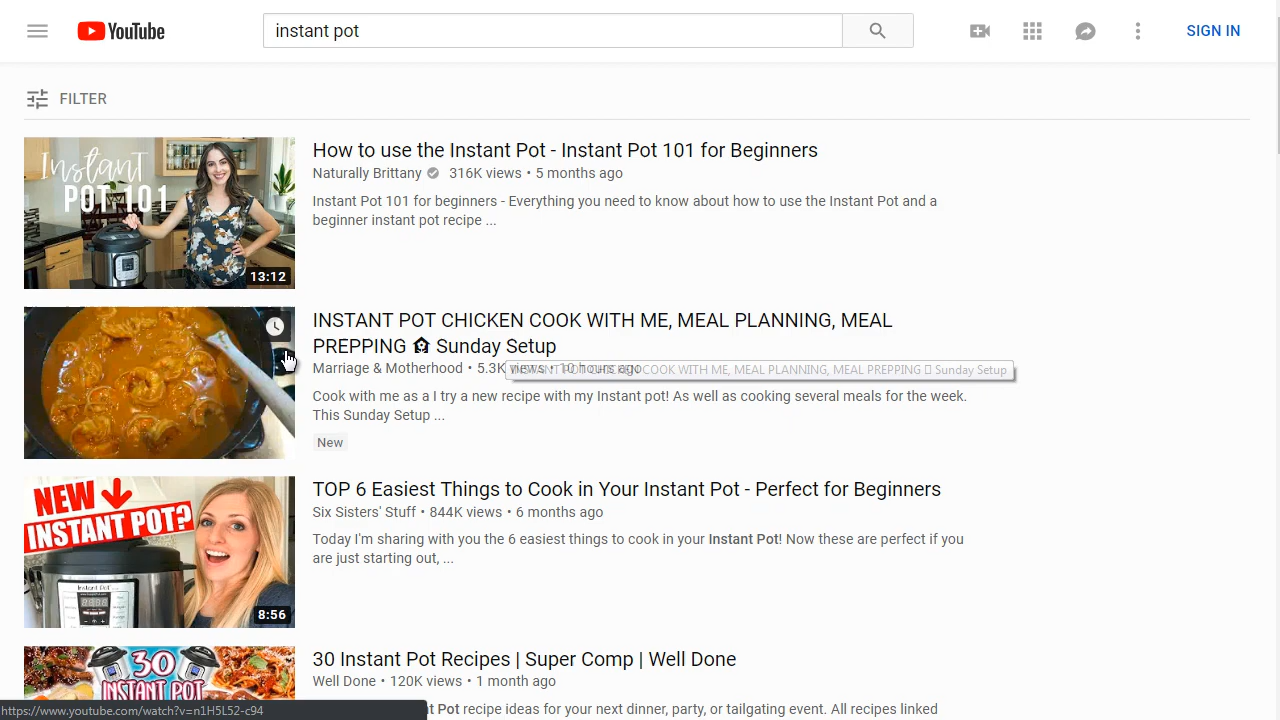 YouTube
instant pot
SIGN IN
FILTER
Instant
POT 101
13:12
How to use the Instant Pot - Instant Pot 101 for Beginners
Naturally Brittany 316K views • 5 months ago
Instant Pot 101 for beginners - Everything you need to know about how to use the Instant Pot and a
beginner instant pot recipe ...
INSTANT POT CHICKEN COOK WITH ME, MEAL PLANNING, MEAL
PREPPING Sunday Setup
Marriage & Motherhood • 5.3K views • 10 hours ago
INSTANT POT CHICKEN COOK WITH ME, MEAL PLANNING, MEAL PREPPING Sunday Setup
Cook with me as a I try a new recipe with my Instant pot! As well as cooking several meals for the week.
This Sunday Setup ...
New
NEW
INSTANT POT?
Instant Pot
8:56
TOP 6 Easiest Things to Cook in Your Instant Pot - Perfect for Beginners
Six Sisters' Stuff • 844K views • 6 months ago
Today I'm sharing with you the 6 easiest things to cook in your Instant Pot! Now these are perfect if you
are just starting out, ...
30
INSTANT POT
30 Instant Pot Recipes | Super Comp | Well Done
Well Done • 120K views • 1 month ago
Pot recipe ideas for your next dinner, party, or tailgating event. All recipes linked
https://www.youtube.com/watch?v=n1H5L52-c94